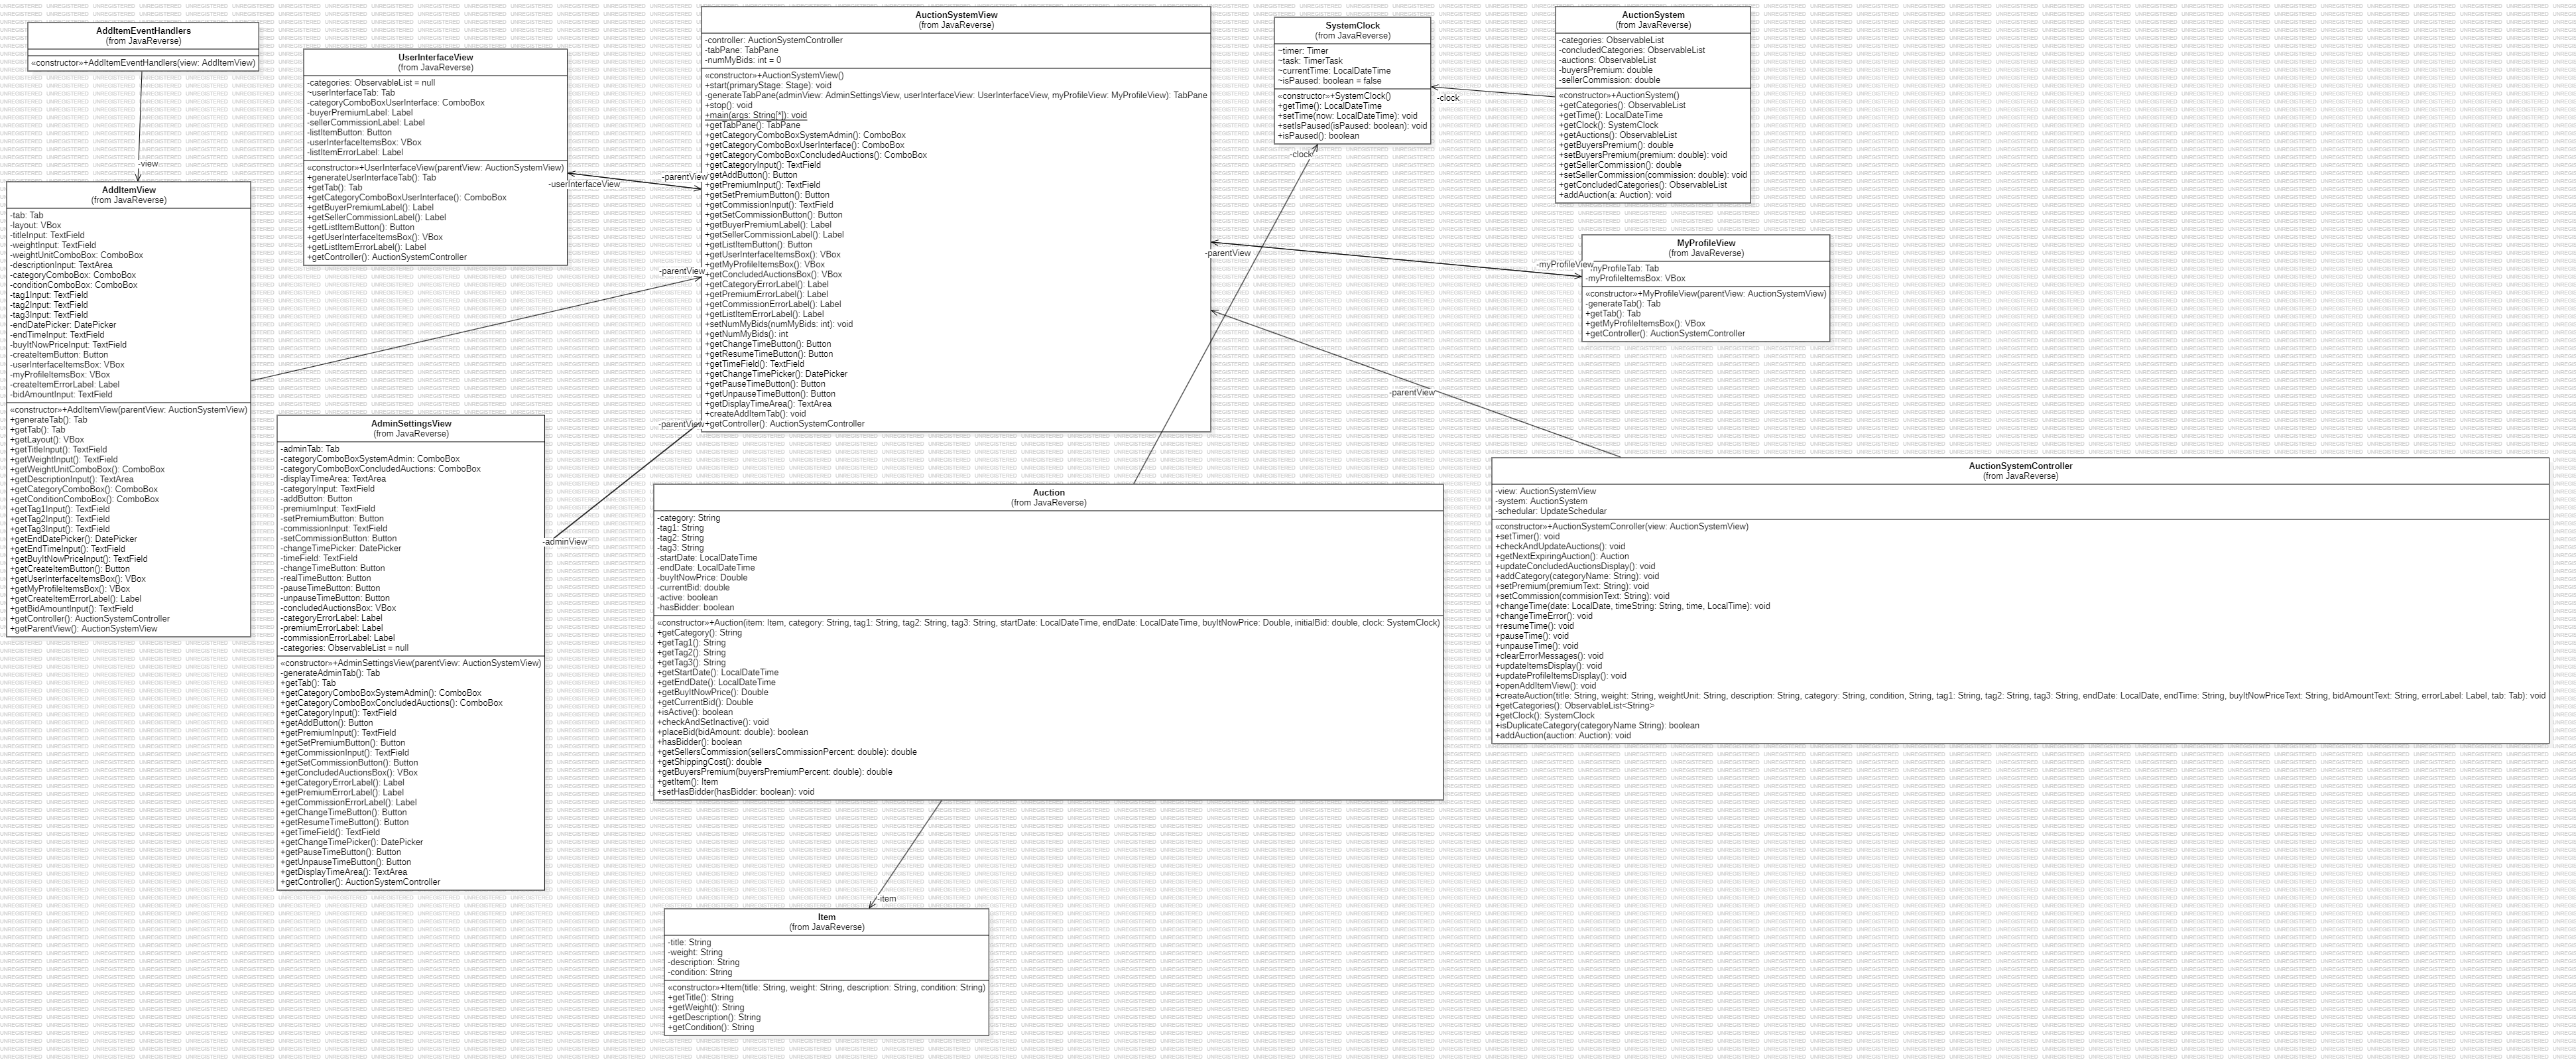 AddItemEventHandlers
(from JavaReverse)
«constructor»+AddItemEventHandlers(view: AddItemView)
-view
AddItemView
(from JavaReverse)
-tab: Tab
-layout: VBox
-titleInput: TextField
-weightInput: TextField
-weightUnitComboBox: ComboBox
-descriptionInput: TextArea
-categoryComboBox: ComboBox
-conditionComboBox: ComboBox
-tag1Input: TextField
-tag2Input: TextField
-tag3Input: TextField
-endDatePicker: DatePicker
-endTimeInput: TextField
-buyItNowPriceInput: TextField
-createItemButton: Button
-userInterfaceItemsBox: VBox
-myProfileItemsBox: VBox
-createItemErrorLabel: Label
-bidAmountInput: TextField
«constructor»+AddItemView(parentView: AuctionSystemView)
+generateTab(): Tab
+getTab(): Tab
+getLayout(): VBox
+getTitleInput(): TextField
+getWeightInput(): TextField
+getWeightUnitComboBox(): ComboBox
+getDescriptionInput(): TextArea
+getCategoryComboBox(): ComboBox
+getConditionComboBox(): ComboBox
+getTag1Input(): TextField
+getTag2Input(): TextField
+getTag3Input(): TextField
+getEndDatePicker(): DatePicker
+getEndTimeInput(): TextField
+getBuyItNowPriceInput(): TextField
+getCreateItemButton(): Button
+getUserInterfaceItemsBox(): VBox
+getMyProfileItemsBox(): VBox
+getCreateItemErrorLabel(): Label
+getBidAmountInput(): TextField
+getController(): AuctionSystemController
+getParentView(): AuctionSystemView
UserInterfaceView
(from JavaReverse)
-categories: ObservableList = null
~userInterfaceTab: Tab
-categoryComboBoxUserInterface: ComboBox
-buyerPremiumLabel: Label
-sellerCommissionLabel: Label
-listItemButton: Button
-userInterfaceItemsBox: VBox
-listItemErrorLabel: Label
«constructor»+UserInterfaceView(parentView: AuctionSystemView)
+generateUserInterfaceTab(): Tab
+getTab(): Tab
+getCategoryComboBoxUserInterface(): ComboBox
+getBuyerPremiumLabel(): Label
+getSellerCommissionLabel(): Label
+getListItemButton(): Button
+getUserInterfaceItemsBox(): VBox
+getListItemErrorLabel(): Label
+getController(): AuctionSystemController
-userInterfaceView
-parentView
-parentView
-parentView
-adminView
AdminSettingsView
(from JavaReverse)
-adminTab: Tab
-categoryComboBoxSystemAdmin: ComboBox
-categoryComboBoxConcludedAuctions: ComboBox
-displayTimeArea: TextArea
-categoryInput: TextField
-addButton: Button
-premiumInput: TextField
-setPremiumButton: Button
-commissionInput: TextField
-setCommissionButton: Button
-changeTimePicker: DatePicker
-timeField: TextField
-changeTimeButton: Button
-realTimeButton: Button
-pauseTimeButton: Button
-unpauseTimeButton: Button
-concludedAuctionsBox: VBox
-categoryErrorLabel: Label
-premiumErrorLabel: Label
-commissionErrorLabel: Label
-categories: ObservableList = null
«constructor»+AdminSettingsView(parentView: AuctionSystemView)
-generateAdminTab(): Tab
+getTab(): Tab
+getCategoryComboBoxSystemAdmin(): ComboBox
+getCategoryComboBoxConcludedAuctions(): ComboBox
+getCategoryInput(): TextField
+getAddButton(): Button
+getPremiumInput(): TextField
+getSetPremiumButton(): Button
+getCommissionInput(): TextField
+getSetCommissionButton(): Button
+getConcludedAuctionsBox(): VBox
+getCategoryErrorLabel(): Label
+getPremiumErrorLabel(): Label
+getCommissionErrorLabel(): Label
+getChangeTimeButton(): Button
+getResumeTimeButton(): Button
+getTimeField(): TextField
+getChangeTimePicker(): DatePicker
+getPauseTimeButton(): Button
+getUnpauseTimeButton(): Button
+getDisplayTimeArea(): TextArea
+getController(): AuctionSystemController
AuctionSystemView
(from JavaReverse)
-controller: AuctionSystemController
-tabPane: TabPane
-numMyBids: int = 0
«constructor»+AuctionSystemView()
+start(primaryStage: Stage): void
-generateTabPane(adminView: AdminSettingsView, userInterfaceView: UserInterfaceView, myProfileView: MyProfileView): TabPane
+stop(): void
+main(args: String[*]): void
+getTabPane(): TabPane
+getCategoryComboBoxSystemAdmin(): ComboBox
+getCategoryComboBoxUserInterface(): ComboBox
+getCategoryComboBoxConcludedAuctions(): ComboBox
+getCategoryInput(): TextField
+getAddButton(): Button
+getPremiumInput(): TextField
+getSetPremiumButton(): Button
+getCommissionInput(): TextField
+getSetCommissionButton(): Button
+getBuyerPremiumLabel(): Label
+getSellerCommissionLabel(): Label
+getListItemButton(): Button
+getUserInterfaceItemsBox(): VBox
+getMyProfileItemsBox(): VBox
+getConcludedAuctionsBox(): VBox
+getCategoryErrorLabel(): Label
+getPremiumErrorLabel(): Label
+getCommissionErrorLabel(): Label
+getListItemErrorLabel(): Label
+setNumMyBids(numMyBids: int): void
+getNumMyBids(): int
+getChangeTimeButton(): Button
+getResumeTimeButton(): Button
+getTimeField(): TextField
+getChangeTimePicker(): DatePicker
+getPauseTimeButton(): Button
+getUnpauseTimeButton(): Button
+getDisplayTimeArea(): TextArea
+createAddItemTab(): void
+getController(): AuctionSystemController
SystemClock
(from JavaReverse)
~timer: Timer
~task: TimerTask
~currentTime: LocalDateTime
~isPaused: boolean = false
«constructor»+SystemClock()
+getTime(): LocalDateTime
+setTime(now: LocalDateTime): void
+setIsPaused(isPaused: boolean): void
+isPaused(): boolean
-clock
-clock
AuctionSystem
(from JavaReverse)
-categories: ObservableList
-concludedCategories: ObservableList
-auctions: ObservableList
-buyersPremium: double
-sellerCommission: double
«constructor»+AuctionSystem()
+getCategories(): ObservableList
+getTime(): LocalDateTime
+getClock(): SystemClock
+getAuctions(): ObservableList
+getBuyersPremium(): double
+setBuyersPremium(premium: double): void
+getSellerCommission(): double
+setSellerCommission(commission: double): void
+getConcludedCategories(): ObservableList
+addAuction(a: Auction): void
-parentView
-myProfileView
MyProfileView
(from JavaReverse)
myProfileTab: Tab
-myProfileItemsBox: VBox
«constructor»+MyProfileView(parentView: AuctionSystemView)
-generateTab(): Tab
+getTab(): Tab
+getMyProfileItemsBox(): VBox
+getController(): AuctionSystemController
-parentView
Auction
(from JavaReverse)
-category: String
-tag1: String
-tag2: String
-tag3: String
-startDate: LocalDateTime
-endDate: LocalDateTime
-buyItNowPrice: Double
-currentBid: double
-active: boolean
-hasBidder: boolean
«constructor»+Auction(item: Item, category: String, tag1: String, tag2: String, tag3: String, startDate: LocalDateTime, endDate: LocalDateTime, buyItNowPrice: Double, initialBid: double, clock: SystemClock)
+getCategory(): String
+getTag1(): String
+getTag2(): String
+getTag3(): String
+getStartDate(): LocalDateTime
+getEndDate(): LocalDateTime
+getBuyItNowPrice(): Double
+getCurrentBid(): Double
+isActive(): boolean
+checkAndSetInactive(): void
+placeBid(bidAmount: double): boolean
+hasBidder(): boolean
+getSellersCommission(sellersCommissionPercent: double): double
+getShippingCost(): double
+getBuyersPremium(buyersPremiumPercent: double): double
+getItem(): Item
+setHasBidder(hasBidder: boolean): void
AuctionSystemController
(from JavaReverse)
-view: AuctionSystemView
-system: AuctionSystem
-schedular: UpdateSchedular
«constructor»+AuctionSystemConroller(view: AuctionSystemView)
+setTimer(): void
+checkAndUpdateAuctions(): void
+getNextExpiringAuction(): Auction
+updateConcludedAuctionsDisplay(): void
+addCategory(categoryName: String): void
+setPremium(premiumText: String): void
+setCommission(commisionText: String): void
+changeTime(date: LocalDate, timeString: String, time, LocalTime): void
+changeTimeError(): void
+resumeTime(): void
+pauseTime(): void
+unpauseTime(): void
+clearErrorMessages(): void
+updateItemsDisplay(): void
+updateProfileItemsDisplay(): void
+openAddItemView(): void
+createAuction(title: String, weight: String, weightUnit: String, description: String, category: String, condition, String, tag1: String, tag2: String, tag3: String, endDate: LocalDate, endTime: String, buyItNowPriceText: String, bidAmountText: String, errorLabel: Label, tab: Tab): void
+getCategories(): ObservableList<String>
+getClock(): SystemClock
+isDuplicateCategory(categoryName String): boolean
+addAuction(auction: Auction): void
-item
Item
(from JavaReverse)
-title: String
-weight: String
-description: String
-condition: String
«constructor»+Item(title: String, weight: String, description: String, condition: String)
+getTitle(): String
+getWeight(): String
+getDescription(): String
+getCondition(): String